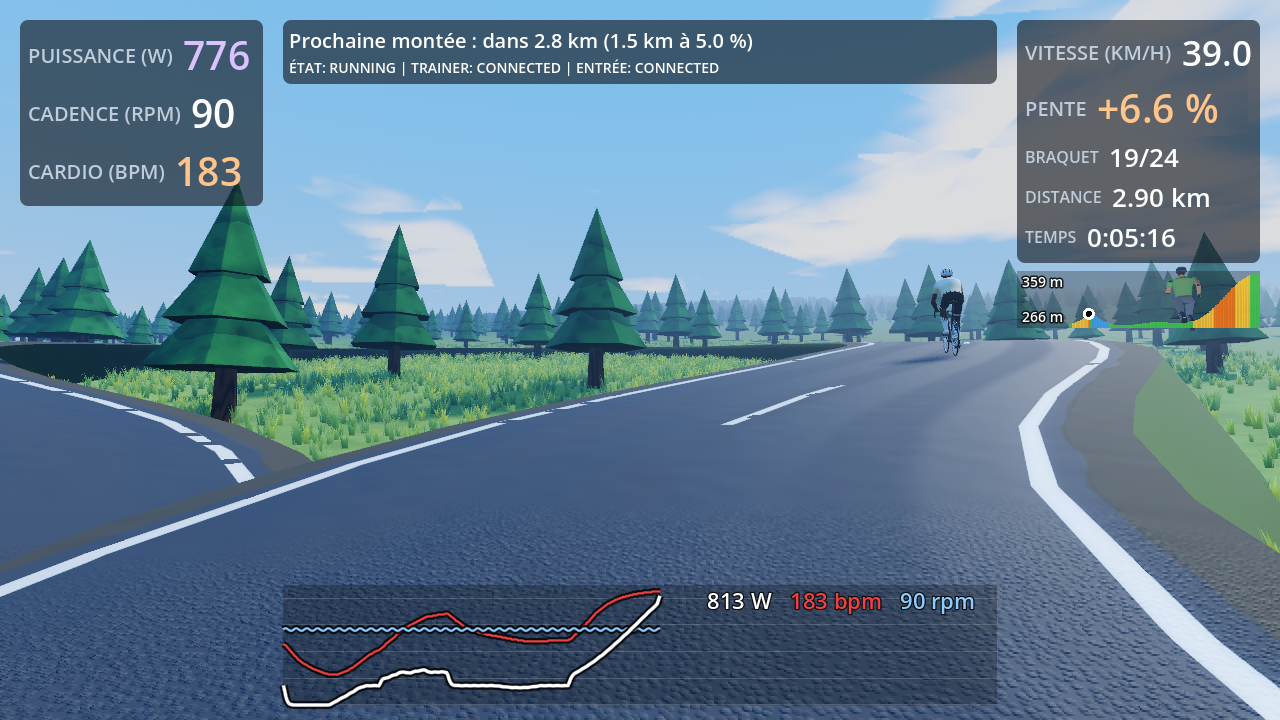 PUISSANCE (W) 776
CADENCE (RPM) 90
CARDIO (BPM) 183
Prochaine montée : dans 2.8 km (1.5 km à 5.0 %)
ÉTAT: RUNNING | TRAINER: CONNECTED | ENTRÉE: CONNECTED
VITESSE (KM/H) 39.0
PENTE +6.6 %
BRAQUET 19/24
DISTANCE 2.90 km
TEMPS 0:05:16
359 m
266 m
813 W 183 bpm 90 rpm